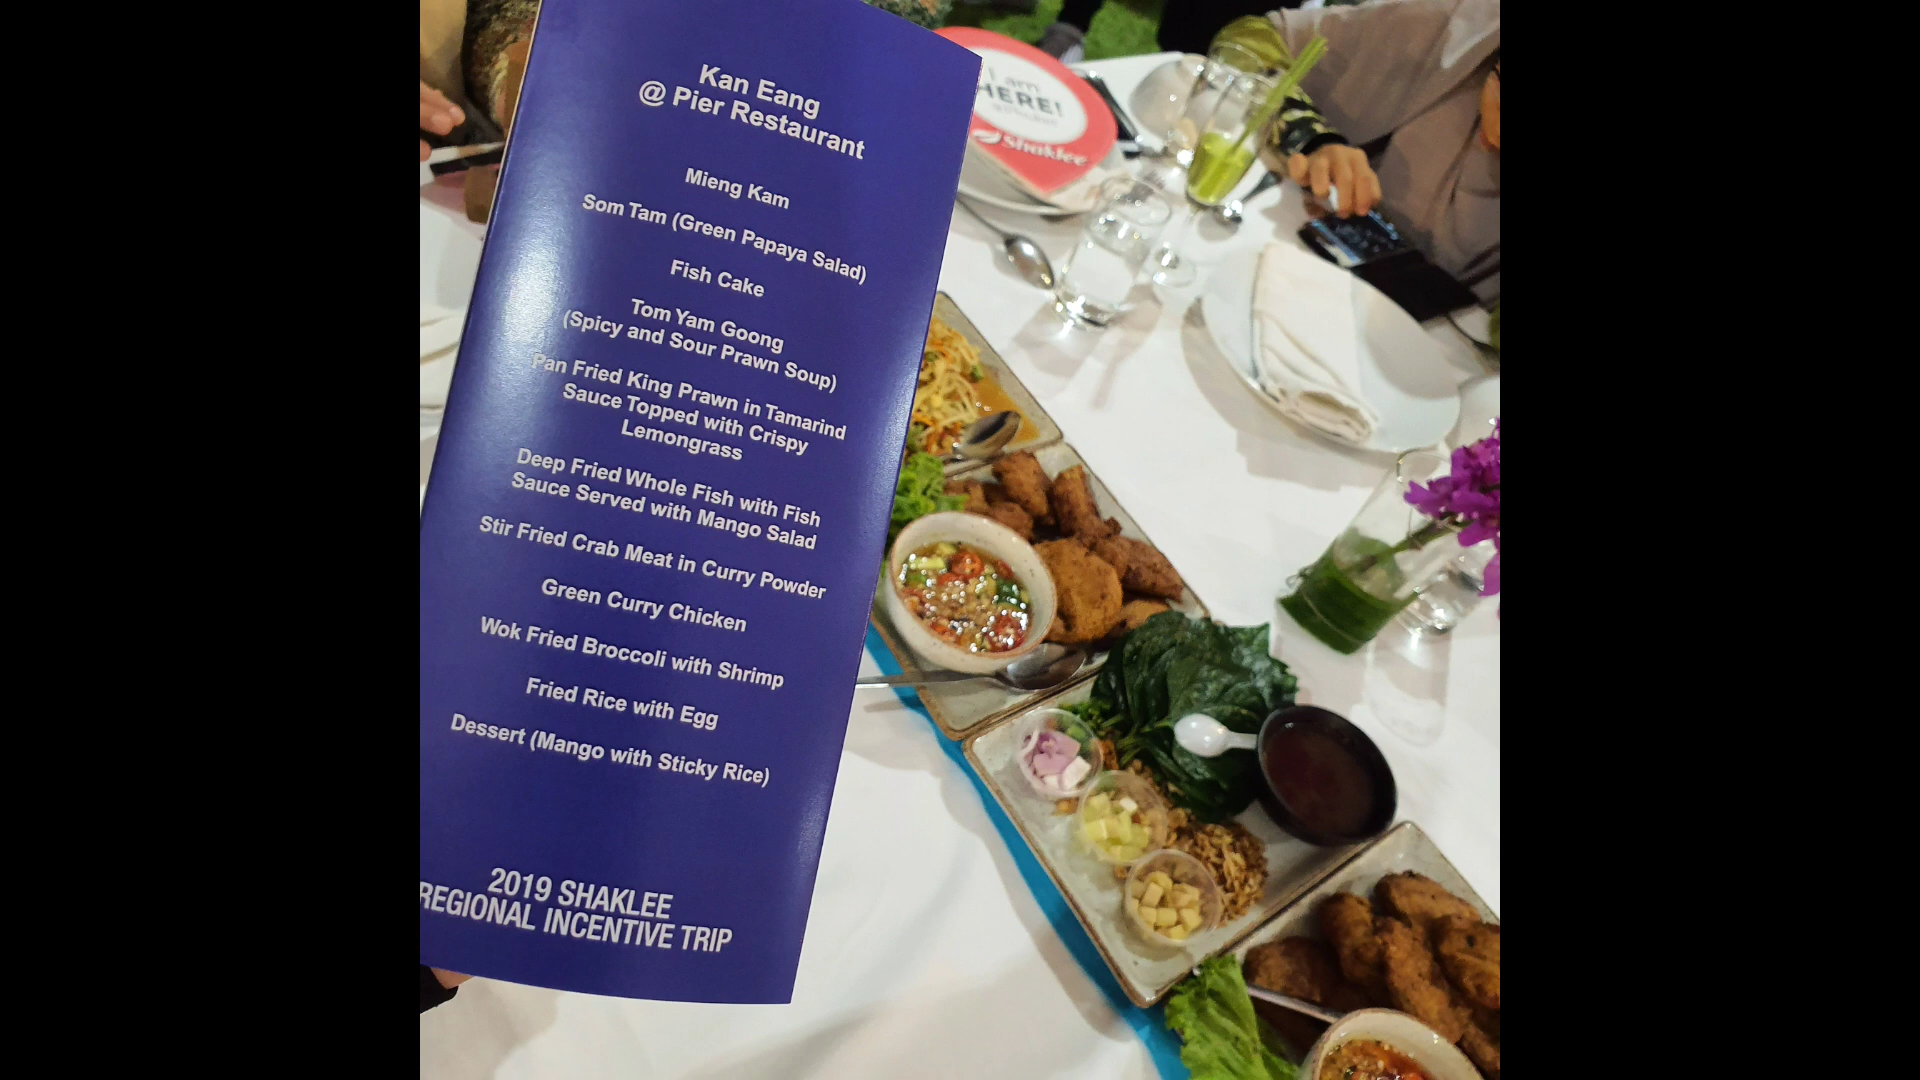 Kan Eang
@ Pier Restaurant
Mieng Kam
Som Tam (Green Papaya Salad)
Fish Cake
Tom Yam Goong
(Spicy and Sour Prawn Soup)
Pan Fried King Prawn in Tamarind
Sauce Topped with Crispy
Lemongrass
Deep Fried Whole Fish with Fish
Sauce Served with Mango Salad
Stir Fried Crab Meat in Curry Powder
Green Curry Chicken
Wok Fried Broccoli with Shrimp
Fried Rice with Egg
Dessert (Mango with Sticky Rice)
2019 SHAKLEE
REGIONAL INCENTIVE TRIP
I am
HERE!
Shaklee